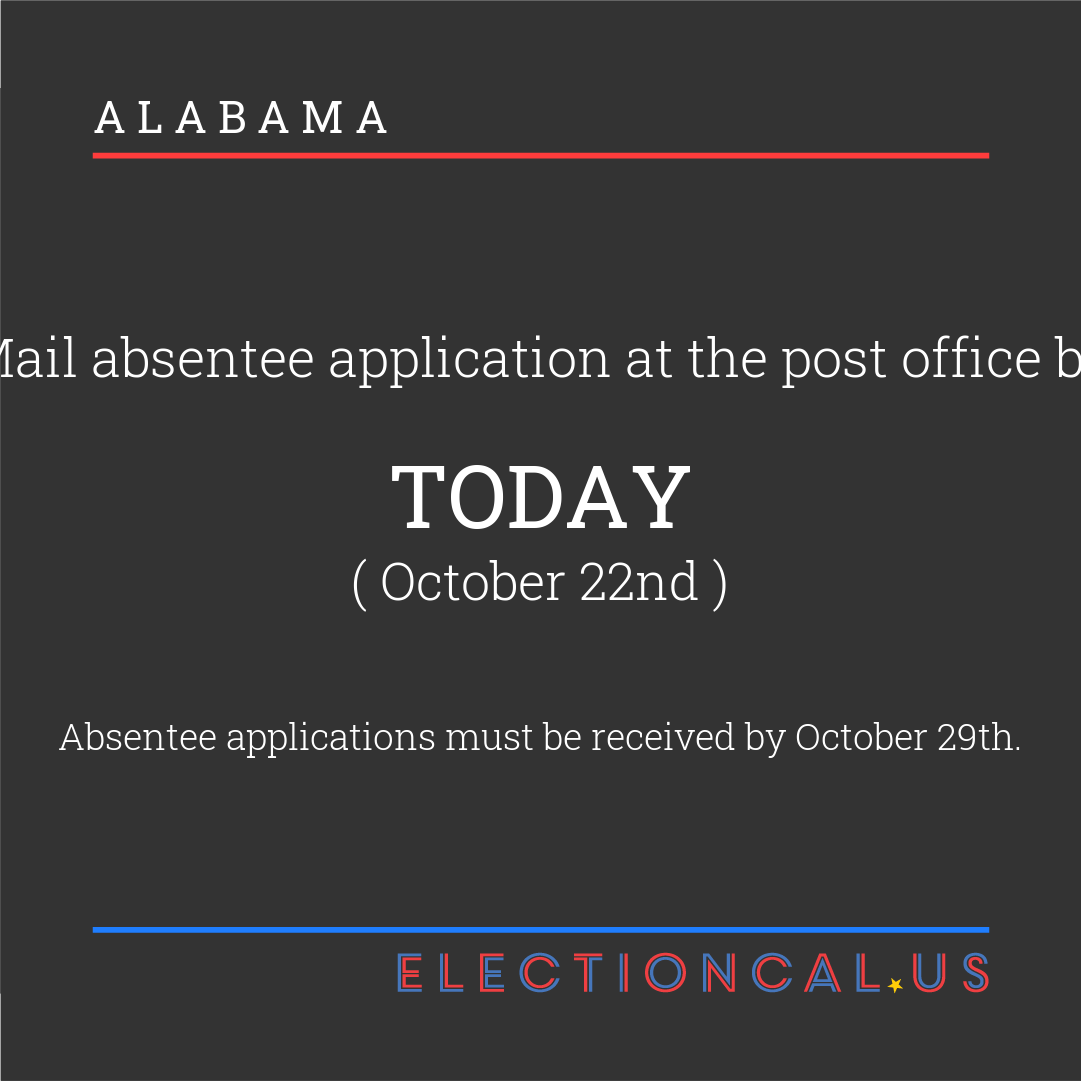 ALABAMA
Mail absentee application at the post office b
TODAY
( October 22nd )
Absentee applications must be received by October 29th.
ELECTIONCAL.US